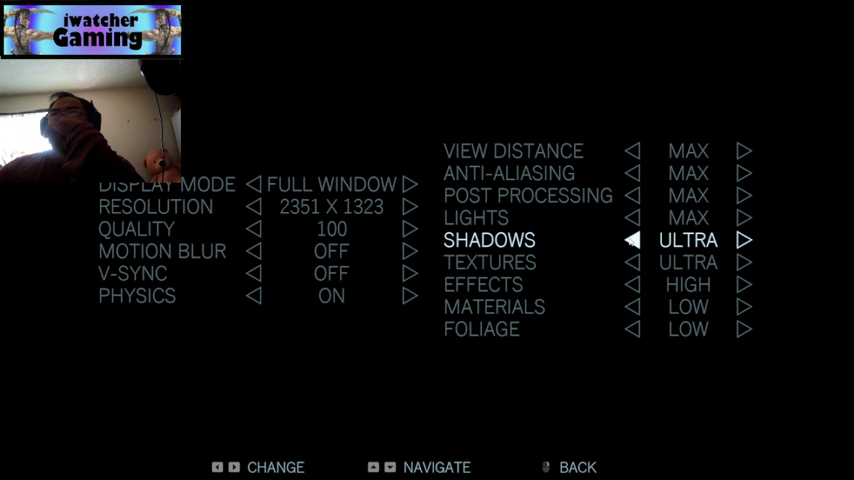 iwatcher
Gaming
DISPLAY MODE FULL WINDOW
RESOLUTION 2351 X 1323
QUALITY 100
MOTION BLUR OFF
V-SYNC OFF
PHYSICS ON
VIEW DISTANCE MAX
ANTI-ALIASING MAX
POST PROCESSING MAX
LIGHTS MAX
SHADOWS ULTRA
TEXTURES ULTRA
EFFECTS HIGH
MATERIALS LOW
FOLIAGE LOW
CHANGE NAVIGATE BACK